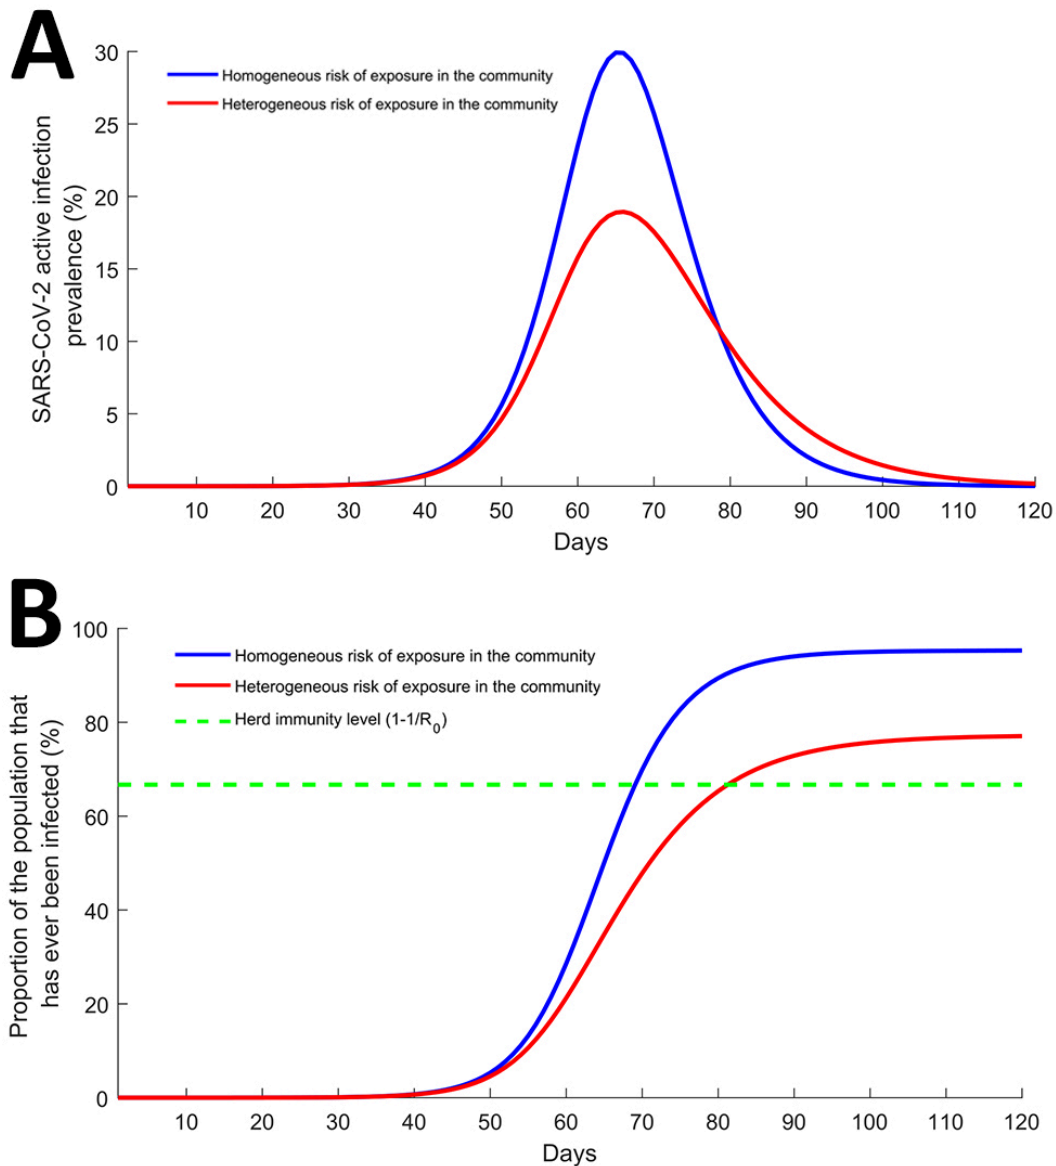 A
30
25
20
15
10
5
0
SARS-CoV-2 active infection
prevalence (%)
Homogeneous risk of exposure in the community
Heterogeneous risk of exposure in the community
10 20 30 40 50 60 70 80 90 100 110 120
Days
B
100
80
60
40
20
0
Proportion of the population that
has ever been infected (%)
Homogeneous risk of exposure in the community
Heterogeneous risk of exposure in the community
Herd immunity level (1-1/R₀)
10 20 30 40 50 60 70 80 90 100 110 120
Days